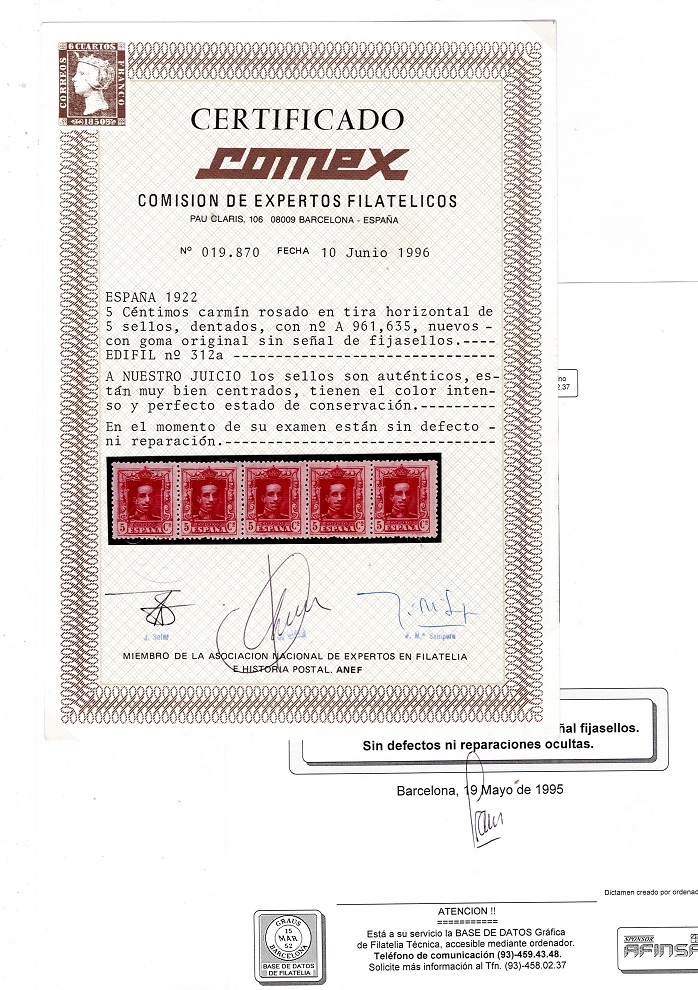 6 CUARTOS
CORREOS
FRANCO
1850
CERTIFICADO
comex
COMISION DE EXPERTOS FILATELICOS
PAU CLARIS, 106 08009 BARCELONA - ESPAÑA
Nº 019.870 FECHA 10 Junio 1996
ESPAÑA 1922
5 Céntimos carmín rosado en tira horizontal de
5 sellos, dentados, con nº A 961,635, nuevos -
con goma original sin señal de fijasellos.----
EDIFIL nº 312a -----------------------------
A NUESTRO JUICIO los sellos son auténticos, es-
tán muy bien centrados, tienen el color inten-
so y perfecto estado de conservación.---------
En el momento de su examen están sin defecto -
ni reparación.-------------------------------
5 ESPAÑA Cs 5 ESPAÑA Cs 5 ESPAÑA Cs 5 ESPAÑA Cs 5 ESPAÑA Cs
J. Soler
J. Mª Sempere
MIEMBRO DE LA ASOCIACION NACIONAL DE EXPERTOS EN FILATELIA
E HISTORIA POSTAL. ANEF
2.37
ñal fijasellos.
Sin defectos ni reparaciones ocultas.
Barcelona, 19 Mayo de 1995
Dictamen creado por ordenad
ATENCION !!
===========
Está a su servicio la BASE DE DATOS Gráfica
de Filatelia Técnica, accesible mediante ordenador.
Teléfono de comunicación (93)-459.43.48.
Solicite más información al Tfn. (93)-458.02.37
GRAUS
15
MAR
52
BARCELONA
BASE DE DATOS
DE FILATELIA
SPONSOR
AFINSA